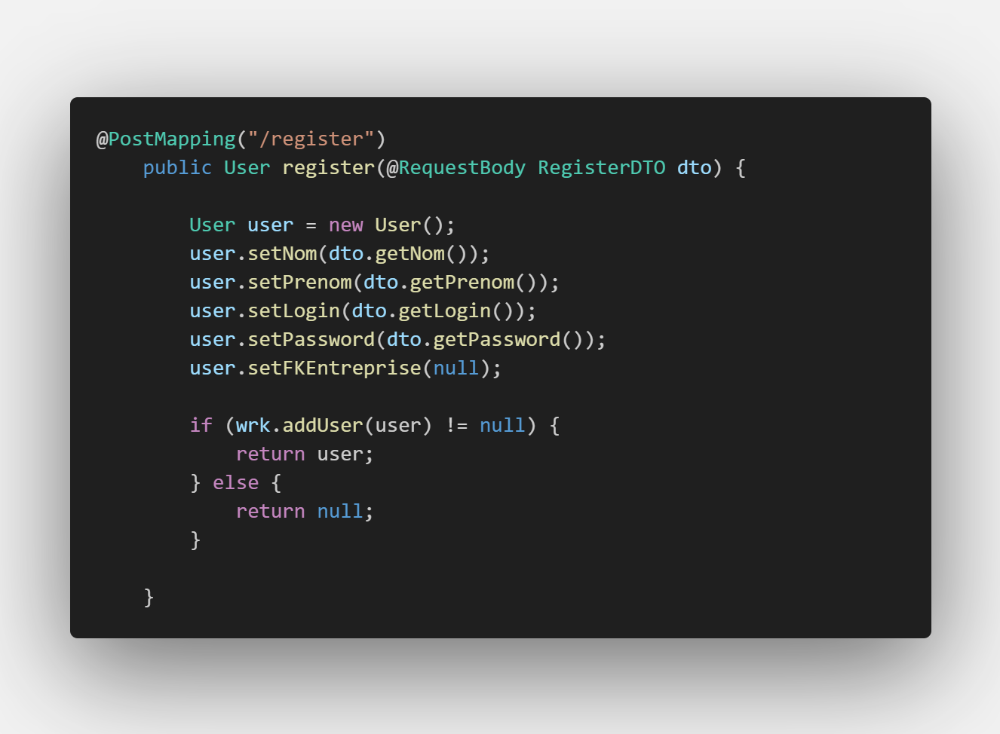 @PostMapping("/register")
    public User register(@RequestBody RegisterDTO dto) {

        User user = new User();
        user.setNom(dto.getNom());
        user.setPrenom(dto.getPrenom());
        user.setLogin(dto.getLogin());
        user.setPassword(dto.getPassword());
        user.setFKEntreprise(null);

        if (wrk.addUser(user) != null) {
            return user;
        } else {
            return null;
        }

    }